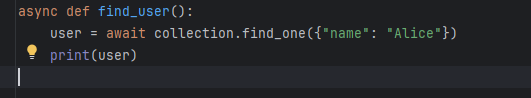 async def find_user():
    user = await collection.find_one({"name": "Alice"})
    print(user)